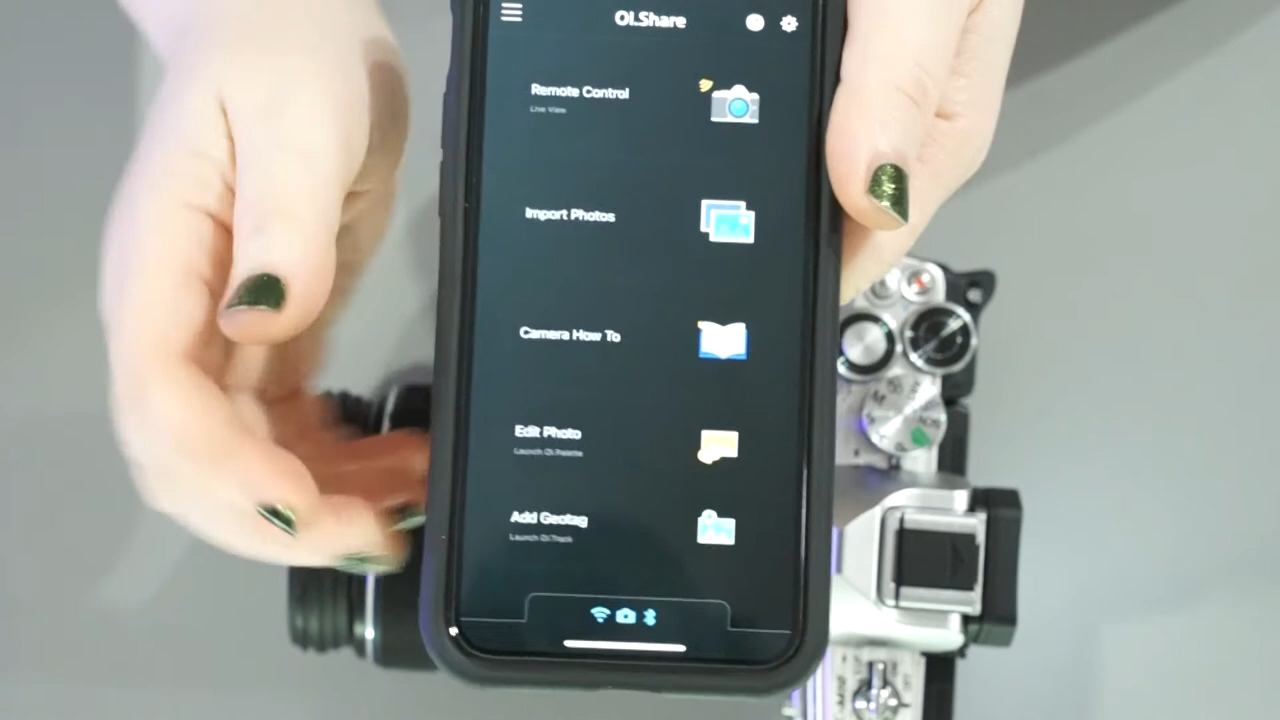 OI.Share
Remote Control
Live View
Import Photos
Camera How To
Edit Photo
Launch OI.Palette
Add Geotag
Launch OI.Track
M